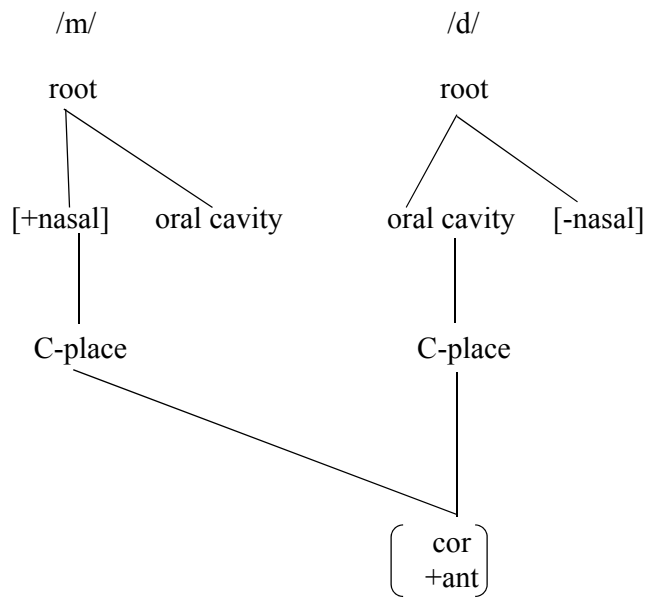 /m/ /d/
root root
[+nasal] oral cavity oral cavity [-nasal]
C-place C-place
cor
+ant